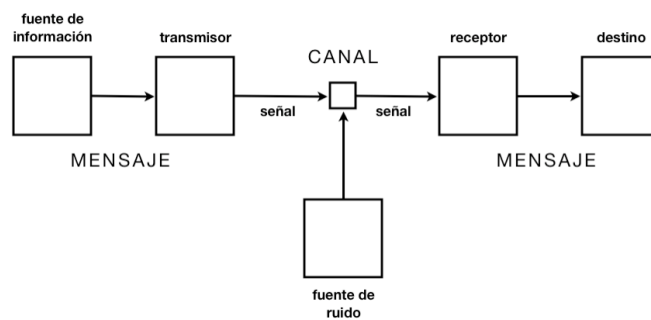 fuente de
información
transmisor
CANAL
receptor
destino
señal
señal
MENSAJE
MENSAJE
fuente de
ruido